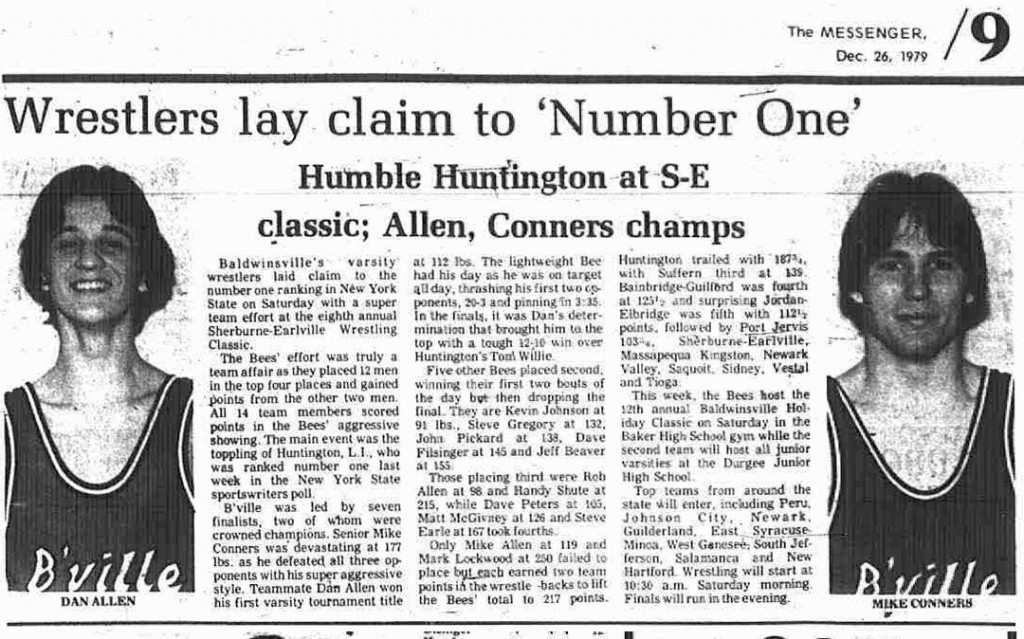 The MESSENGER,
Dec. 26, 1979
/9
Wrestlers lay claim to 'Number One'
Humble Huntington at S-E
classic; Allen, Conners champs
Baldwinsville's varsity
wrestlers laid claim to the
number one ranking in New York
State on Saturday with a super
team effort at the eighth annual
Sherburne-Earlville Wrestling
Classic.
The Bees' effort was truly a
team affair as they placed 12 men
in the top four places and gained
points from the other two men.
All 14 team members scored
points in the Bees' aggressive
showing. The main event was the
toppling of Huntington, L.I., who
was ranked number one last
week in the New York State
sportswriters poll.
B'ville was led by seven
finalists, two of whom were
crowned champions. Senior Mike
Conners was devastating at 177
lbs. as he defeated all three op-
ponents with his super aggressive
style. Teammate Dan Allen won
his first varsity tournament title
at 112 lbs. The lightweight Bee
had his day as he was on target
all day, thrashing his first two op-
ponents, 20-3 and pinning in 3:35.
In the finals, it was Dan's deter-
mination that brought him to the
top with a tough 12-10 win over
Huntington's Tom Willie.
Five other Bees placed second,
winning their first two bouts of
the day but then dropping the
final. They are Kevin Johnson at
91 lbs., Steve Gregory at 132,
John Pickard at 138, Dave
Filsinger at 145 and Jeff Beaver
at 155.
Those placing third were Rob
Allen at 98 and Randy Shute at
215, while Dave Peters at 105,
Matt McGivney at 126 and Steve
Earle at 167 took fourths.
Only Mike Allen at 119 and
Mark Lockwood at 250 failed to
place but each earned two team
points in the wrestle-backs to lift
the Bees' total to 217 points.
Huntington trailed with 187¾,
with Suffern third at 139.
Bainbridge-Guilford was fourth
at 125½ and surprising Jordan-
Elbridge was fifth with 112½
points, followed by Port Jervis
103¾, Sherburne-Earlville,
Massapequa Kingston, Newark
Valley, Saquoit, Sidney, Vestal
and Tioga.
This week, the Bees host the
12th annual Baldwinsville Hol-
iday Classic on Saturday in the
Baker High School gym while the
second team will host all junior
varsities at the Durgee Junior
High School.
Top teams from around the
state will enter, including Peru,
Johnson City, Newark,
Guilderland, East Syracuse-
Minoa, West Genesee, South Jef-
ferson, Salamanca and New
Hartford. Wrestling will start at
10:30 a.m. Saturday morning.
Finals will run in the evening.
B'ville
DAN ALLEN
B'ville
MIKE CONNERS